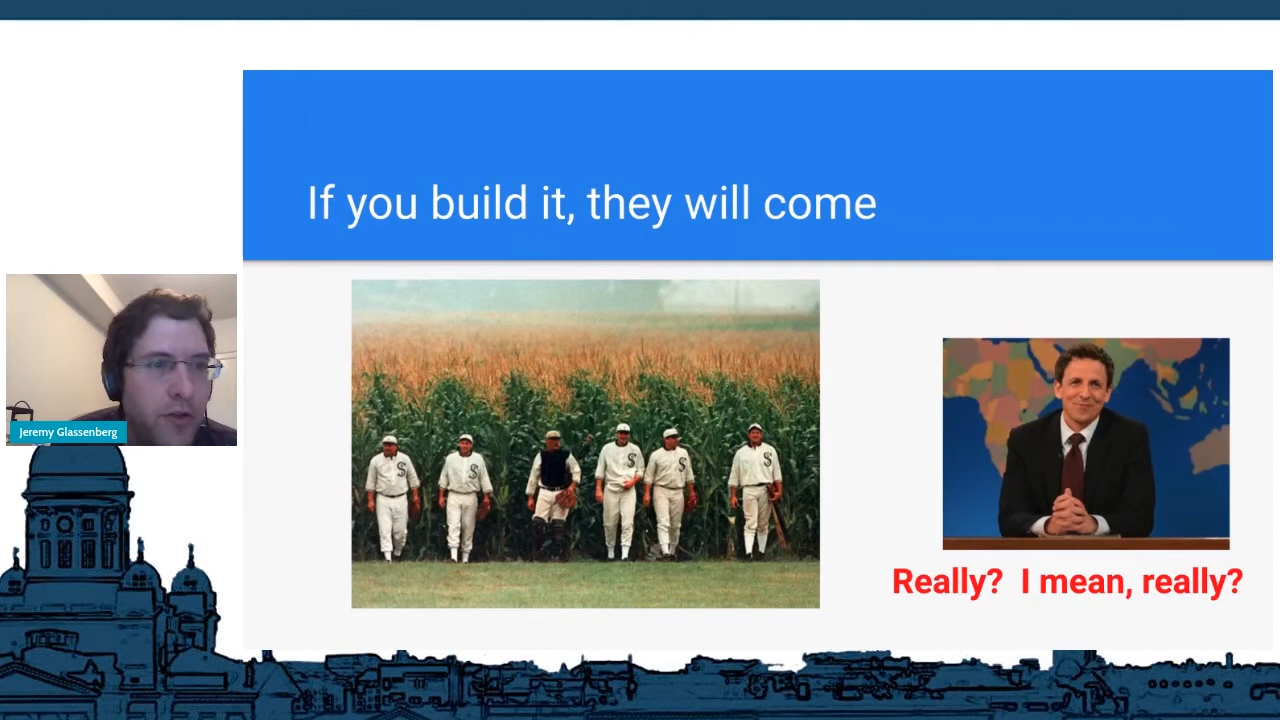 If you build it, they will come
Jeremy Glassenberg
S
S
S
S
S
Really?  I mean, really?